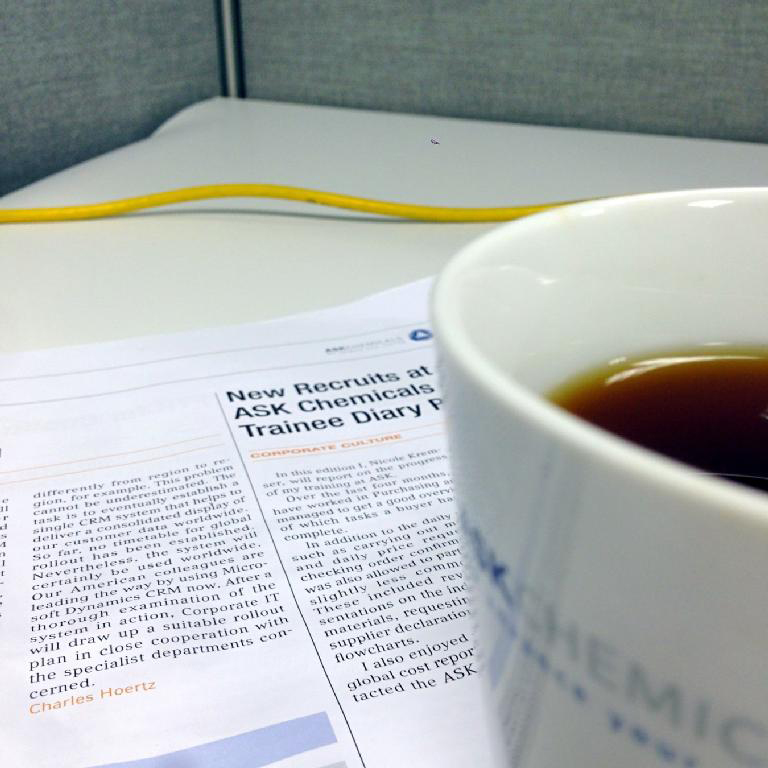 ASKCHEMICALS
differently from region to re-
gion, for example. This problem
cannot be underestimated. The
task is to eventually establish a
single CRM system that helps to
deliver a consolidated display of
our customer data worldwide.
So far, no timetable for global
rollout has been established.
Nevertheless, the system will
certainly be used worldwide.
Our American colleagues are
leading the way by using Micro-
soft Dynamics CRM now. After a
thorough examination of the
system in action, Corporate IT
will draw up a suitable rollout
plan in close cooperation with
the specialist departments con-
cerned.
Charles Hoertz
New Recruits at
ASK Chemicals
Trainee Diary
CORPORATE CULTURE
In this edition I, Nicole Krem-
ser, will report on the progress
of my training at ASK.
Over the last four months,
have worked in Purchasing
managed to get a good
of which tasks a buyer
complete.
In addition to the daily
such as carrying out
and daily price
checking order
was also allowed to
slightly less
These included
sentations on the
materials,
supplier
flowcharts.
I also enjoyed
global cost
tacted the ASK
ASKCHEMIC